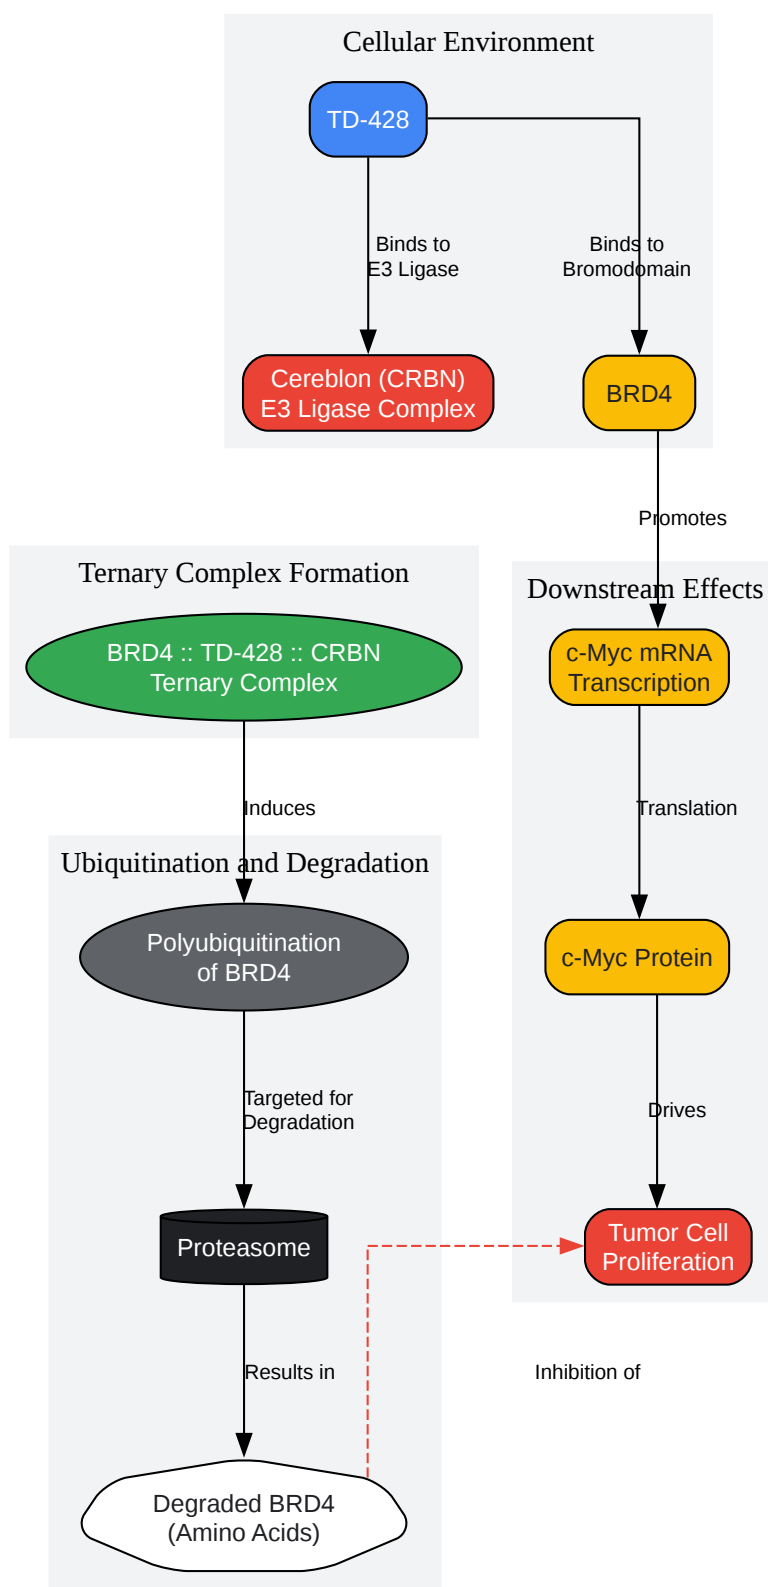 Cellular Environment
TD-428
Binds to
E3 Ligase
Binds to
Bromodomain
Cereblon (CRBN)
E3 Ligase Complex
BRD4
Promotes
Ternary Complex Formation
BRD4 :: TD-428 :: CRBN
Ternary Complex
Downstream Effects
c-Myc mRNA
Transcription
Induces
Translation
Ubiquitination and Degradation
Polyubiquitination
of BRD4
c-Myc Protein
Targeted for
Degradation
Drives
Proteasome
Tumor Cell
Proliferation
Results in
Inhibition of
Degraded BRD4
(Amino Acids)